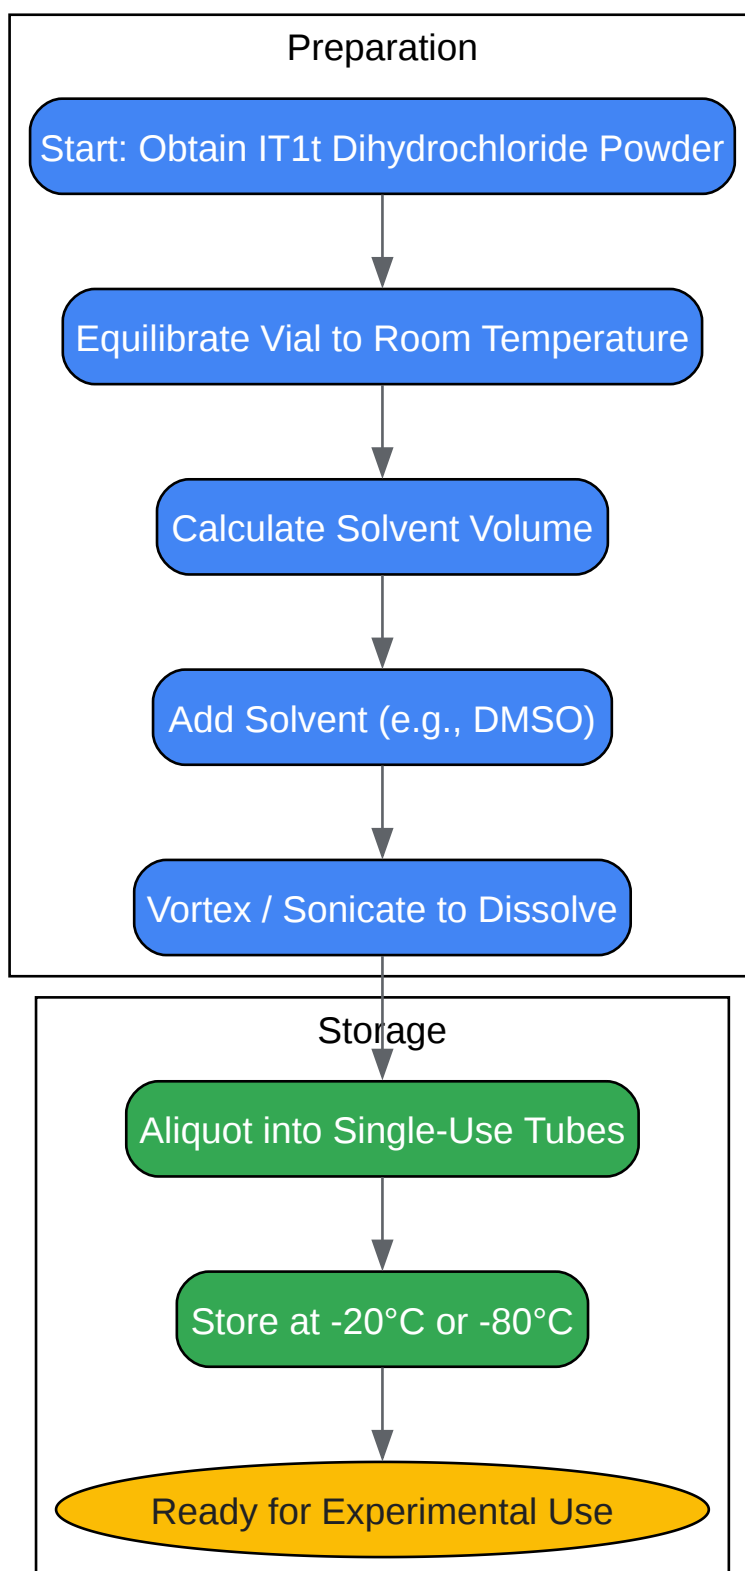 Preparation
Start: Obtain IT1t Dihydrochloride Powder
Equilibrate Vial to Room Temperature
Calculate Solvent Volume
Add Solvent (e.g., DMSO)
Vortex / Sonicate to Dissolve
Storage
Aliquot into Single-Use Tubes
Store at -20°C or -80°C
Ready for Experimental Use